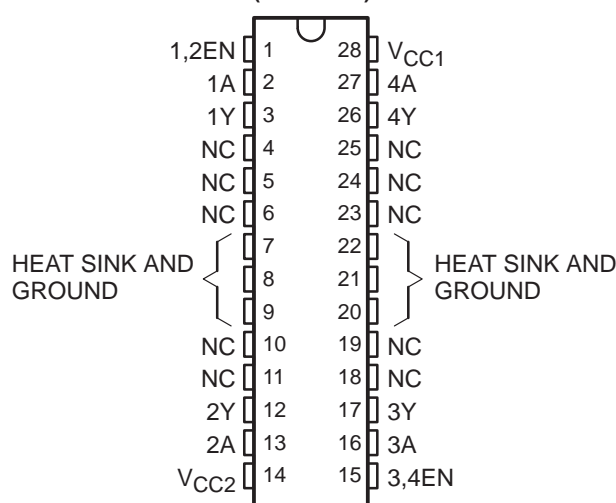 1,2EN 1 28 VCC1
1A 2 27 4A
1Y 3 26 4Y
NC 4 25 NC
NC 5 24 NC
NC 6 23 NC
7 22
HEAT SINK AND HEAT SINK AND
8 21
GROUND GROUND
9 20
NC 10 19 NC
NC 11 18 NC
2Y 12 17 3Y
2A 13 16 3A
VCC2 14 15 3,4EN